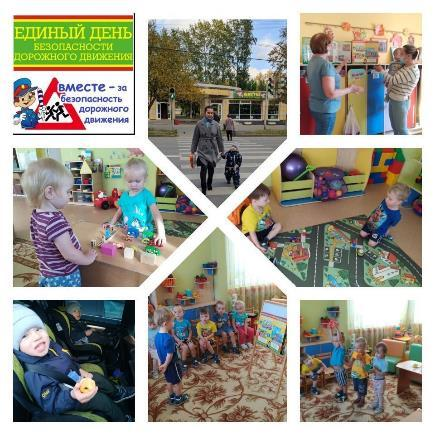 ЕДИНЫЙ ДЕНЬ
БЕЗОПАСНОСТИ
ДОРОЖНОГО ДВИЖЕНИЯ
вместе – за
безопасность
дорожного
движения